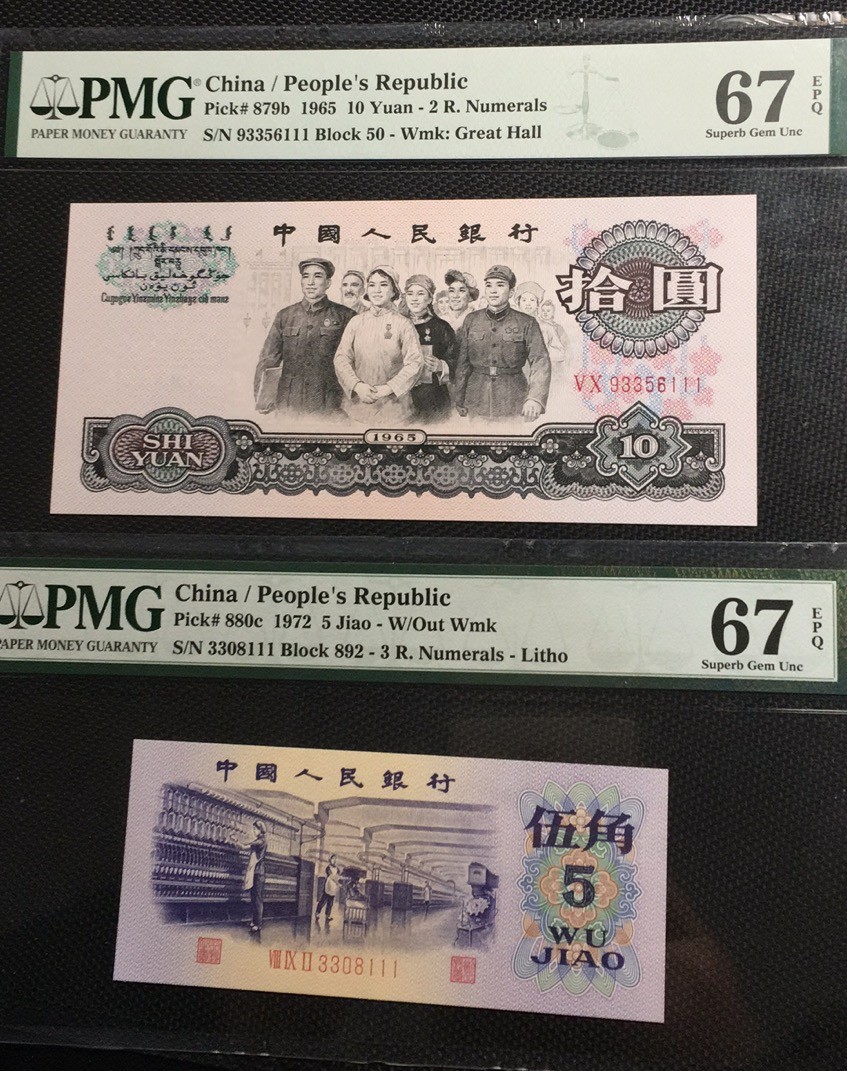 PMG® China / People's Republic
PAPER MONEY GUARANTY
Pick# 879b 1965 10 Yuan - 2 R. Numerals
S/N 93356111 Block 50 - Wmk: Great Hall
67 EPQ
Superb Gem Unc
中國人民銀行
拾圓
VX 93356111
1965
SHI
YUAN
10
PMG China / People's Republic
PAPER MONEY GUARANTY
Pick# 880c 1972 5 Jiao - W/Out Wmk
S/N 3308111 Block 892 - 3 R. Numerals - Litho
67 EPQ
Superb Gem Unc
中國人民銀行
伍角
5
WU
JIAO
VIII IX II 3308111